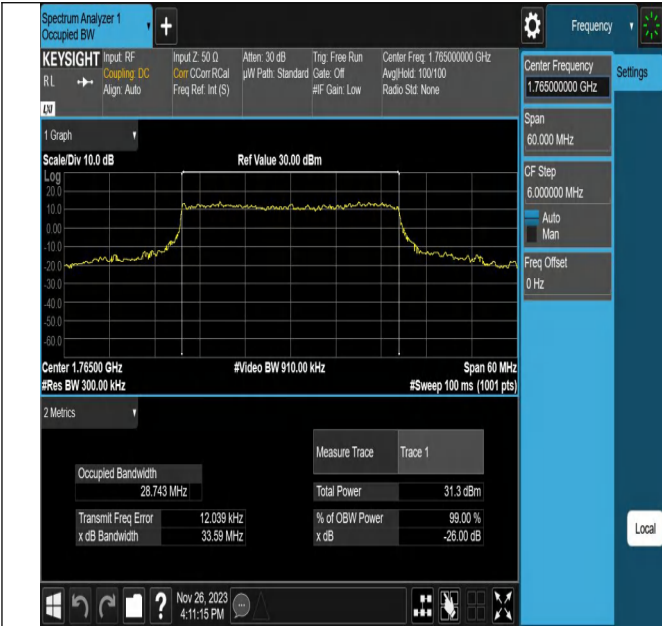 Spectrum Analyzer 1
Occupied BW
Frequency
KEYSIGHT
Input: RF
Coupling: DC
Align: Auto
RL
LXI
Input Z: 50 Ω
Corr CCorr RCal
Freq Ref: Int (S)
Atten: 30 dB
µW Path: Standard
Trig: Free Run
Gate: Off
#IF Gain: Low
Center Freq: 1.765000000 GHz
Avg|Hold: 100/100
Radio Std: None
Center Frequency
1.765000000 GHz
Settings
Span
60.000 MHz
CF Step
6.000000 MHz
Auto
Man
Freq Offset
0 Hz
Local
1 Graph
Scale/Div 10.0 dB
Ref Value 30.00 dBm
Log
20.0
10.0
0.00
-10.0
-20.0
-30.0
-40.0
-50.0
-60.0
Center 1.76500 GHz
#Video BW 910.00 kHz
Span 60 MHz
#Res BW 300.00 kHz
#Sweep 100 ms (1001 pts)
2 Metrics
Measure Trace
Trace 1
Occupied Bandwidth
28.743 MHz
Total Power
31.3 dBm
Transmit Freq Error
12.039 kHz
% of OBW Power
99.00 %
x dB Bandwidth
33.59 MHz
x dB
-26.00 dB
?
Nov 26, 2023
4:11:15 PM